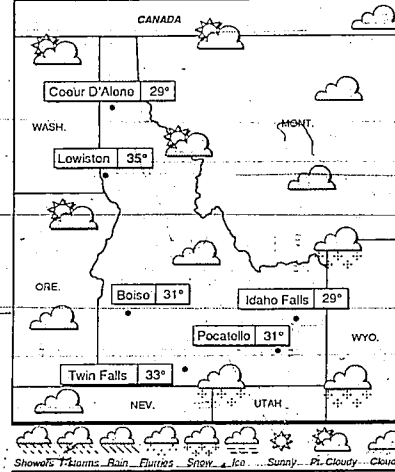 CANADA
Coeur D'Alene 29°
WASH.
MONT.
Lewiston 35°
ORE.
Boise 31°
Idaho Falls 29°
Pocatello 31°
WYO.
Twin Falls 33°
NEV.
UTAH
Showers T-storms Rain Flurries Snow Ice Sunny Pt. Cloudy Cloudy